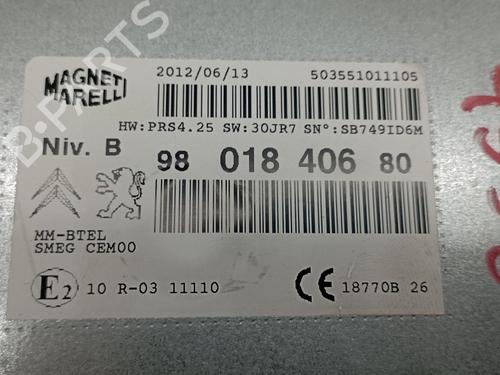 MAGNETI MARELLI
2012/06/13 503551011105
HW:PRS4.25 SW:30JR7 SN°:SB749ID6M
Niv. B 98 018 406 80
MM-BTEL
SMEG CEM00
E2 10 R-03 11110 CE 18770B 26
B-PARTS